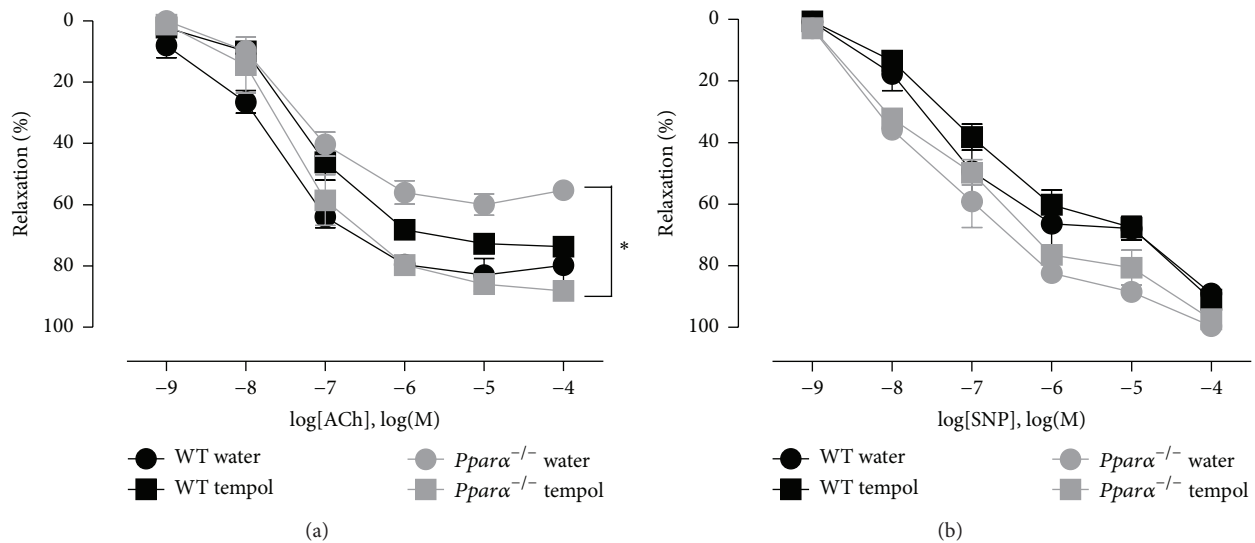 0
20
40
60
80
100
Relaxation (%)
*
−9 −8 −7 −6 −5 −4
log[ACh], log(M)
WT water
WT tempol
Pparα−/− water
Pparα−/− tempol
(a)
0
20
40
60
80
100
Relaxation (%)
−9 −8 −7 −6 −5 −4
log[SNP], log(M)
WT water
WT tempol
Pparα−/− water
Pparα−/− tempol
(b)